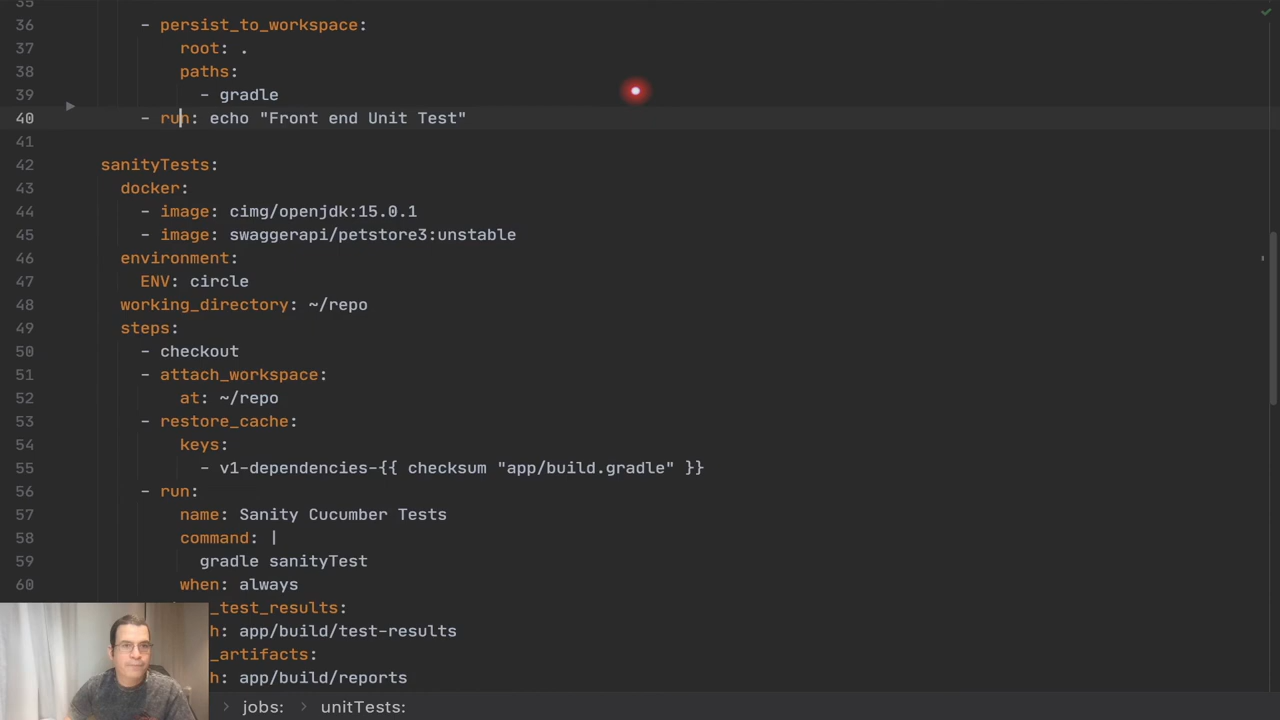 35
36 - persist_to_workspace:
37 root: .
38 paths:
39 - gradle
40 - run: echo "Front end Unit Test"
41
42 sanityTests:
43 docker:
44 - image: cimg/openjdk:15.0.1
45 - image: swaggerapi/petstore3:unstable
46 environment:
47 ENV: circle
48 working_directory: ~/repo
49 steps:
50 - checkout
51 - attach_workspace:
52 at: ~/repo
53 - restore_cache:
54 keys:
55 - v1-dependencies-{{ checksum "app/build.gradle" }}
56 - run:
57 name: Sanity Cucumber Tests
58 command: |
59 gradle sanityTest
60 when: always
_test_results:
h: app/build/test-results
_artifacts:
h: app/build/reports
› jobs: › unitTests: